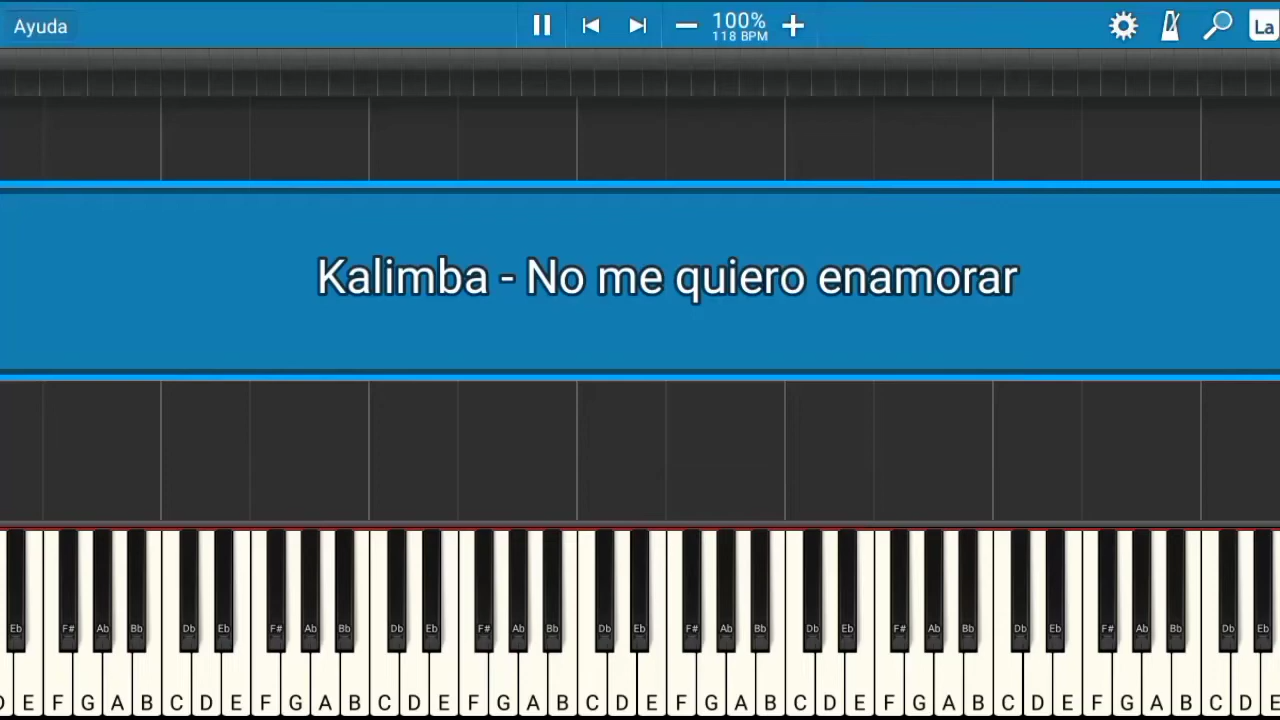 Ayuda
100%
118 BPM
La
Kalimba - No me quiero enamorar
Eb F# Ab Bb Db Eb F# Ab Bb Db Eb F# Ab Bb Db Eb F# Ab Bb Db Eb F# Ab Bb Db Eb F# Ab Bb Db Eb
D E F G A B C D E F G A B C D E F G A B C D E F G A B C D E F G A B C D E F G A B C D E